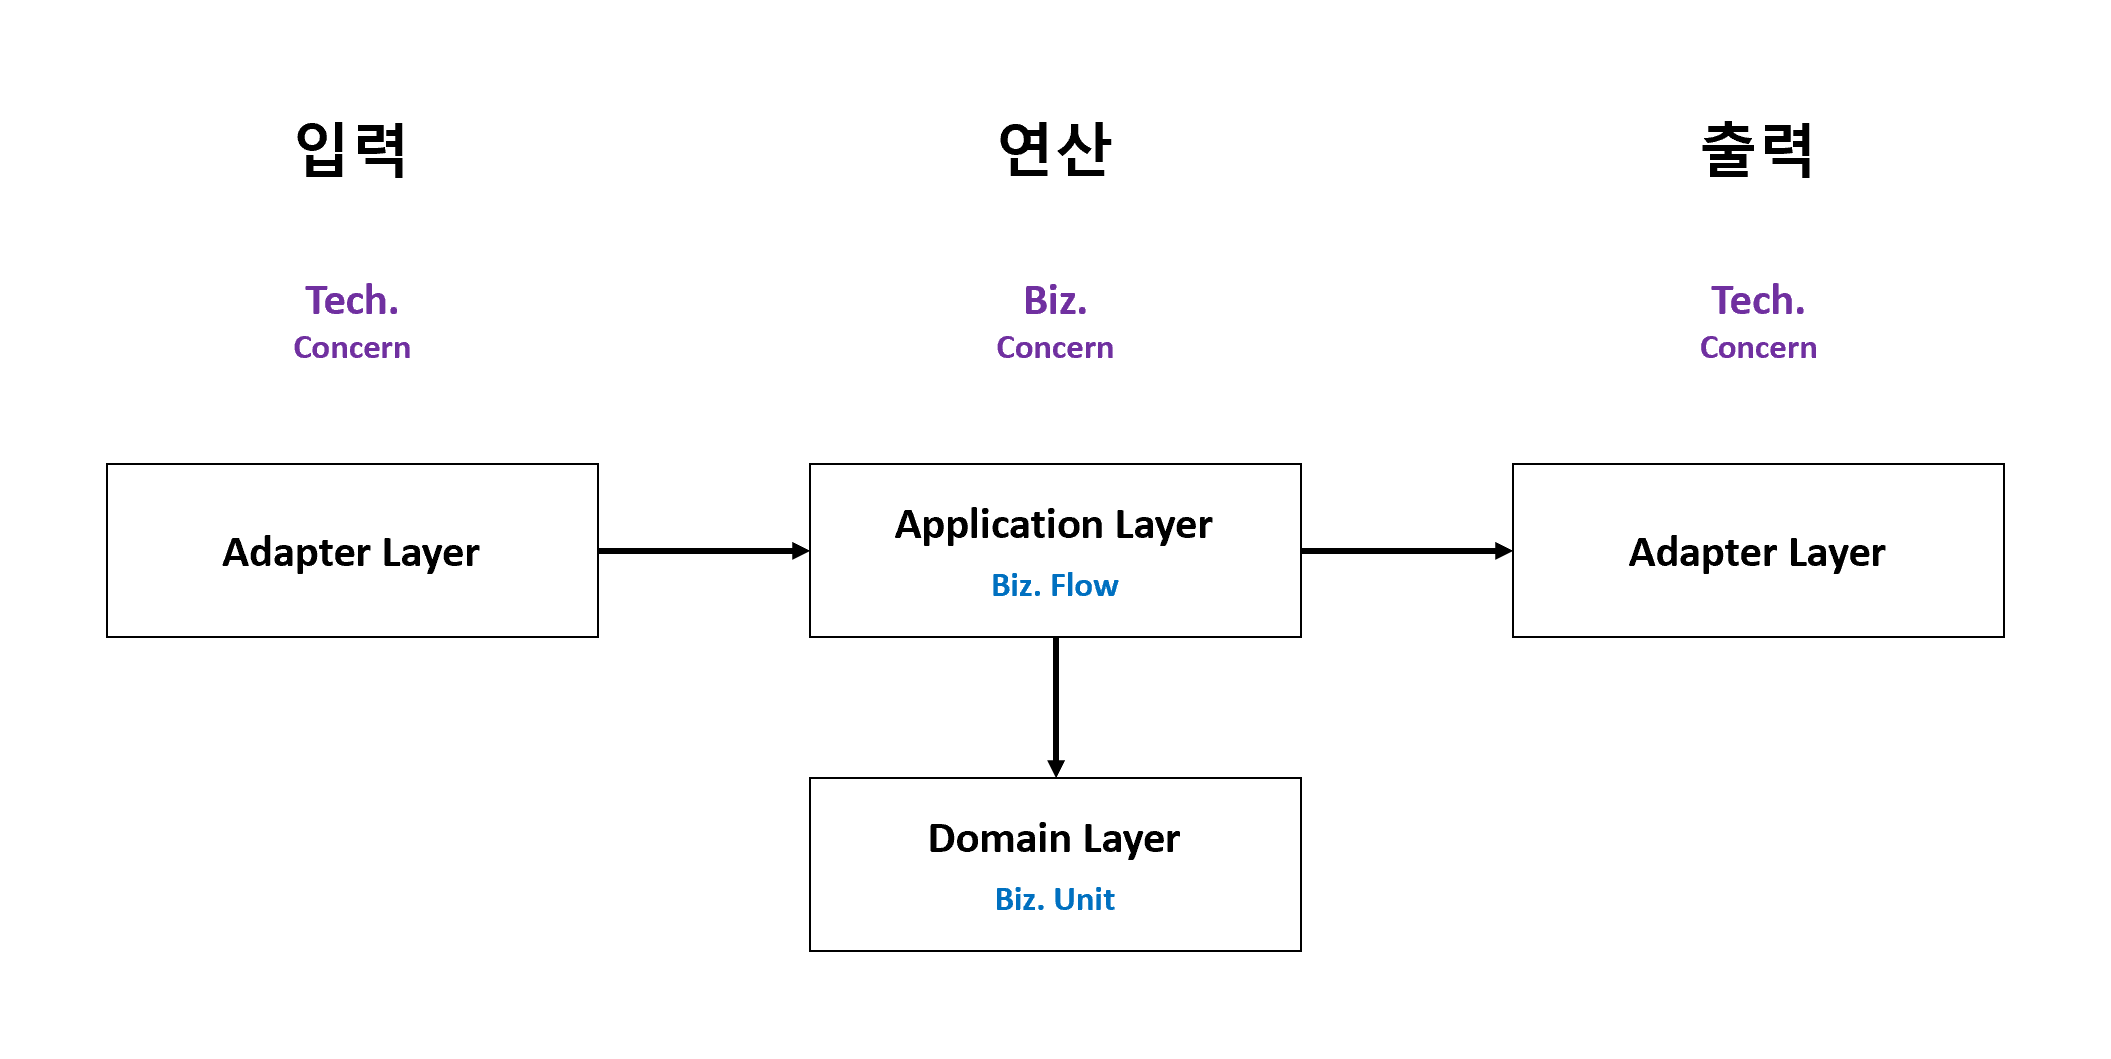 입력
연산
출력
Tech.
Concern
Biz.
Concern
Tech.
Concern
Adapter Layer
Application Layer
Biz. Flow
Adapter Layer
Domain Layer
Biz. Unit